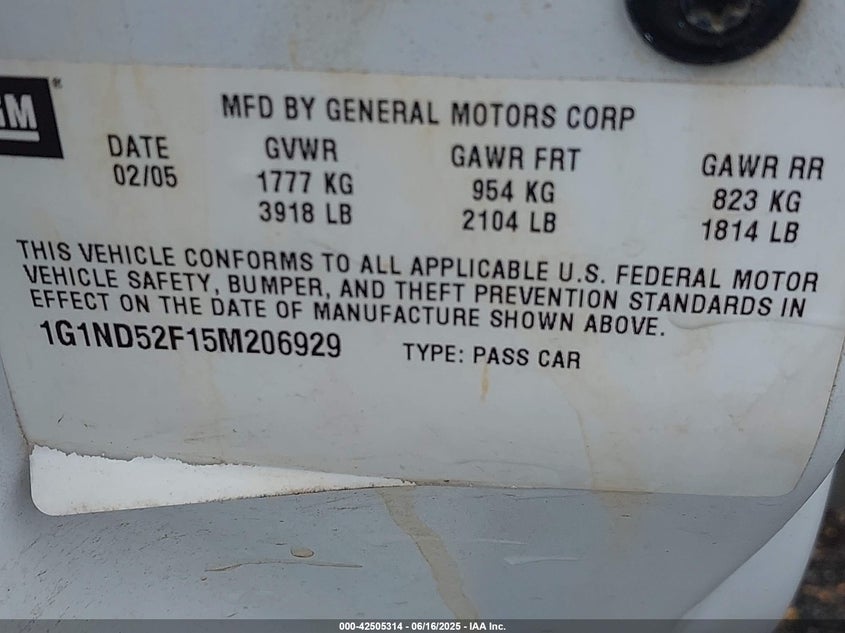 GM ®
MFD BY GENERAL MOTORS CORP
DATE GVWR GAWR FRT GAWR RR
02/05 1777 KG 954 KG 823 KG
3918 LB 2104 LB 1814 LB
THIS VEHICLE CONFORMS TO ALL APPLICABLE U.S. FEDERAL MOTOR
VEHICLE SAFETY, BUMPER, AND THEFT PREVENTION STANDARDS IN
EFFECT ON THE DATE OF MANUFACTURE SHOWN ABOVE.
1G1ND52F15M206929 TYPE: PASS CAR
000-42505314 - 06/16/2025 - IAA Inc.